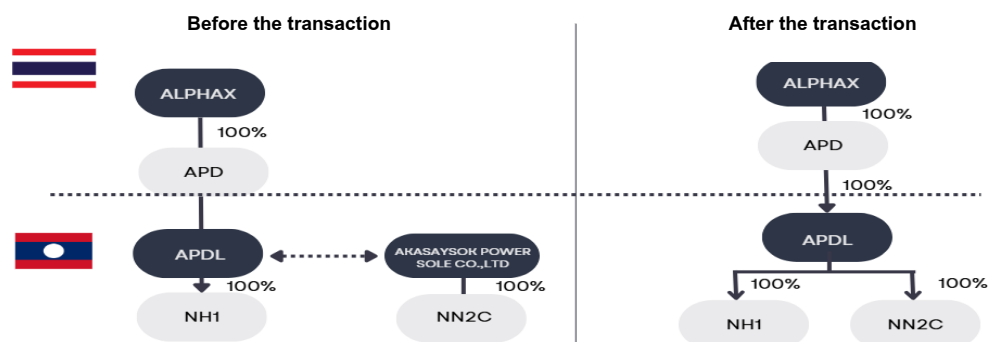 Before the transaction
ALPHAX
100%
APD
APDL
AKASAYSOK POWER
SOLE CO.,LTD
100%
100%
NH1
NN2C
After the transaction
ALPHAX
100%
APD
100%
APDL
100%
100%
NH1
NN2C